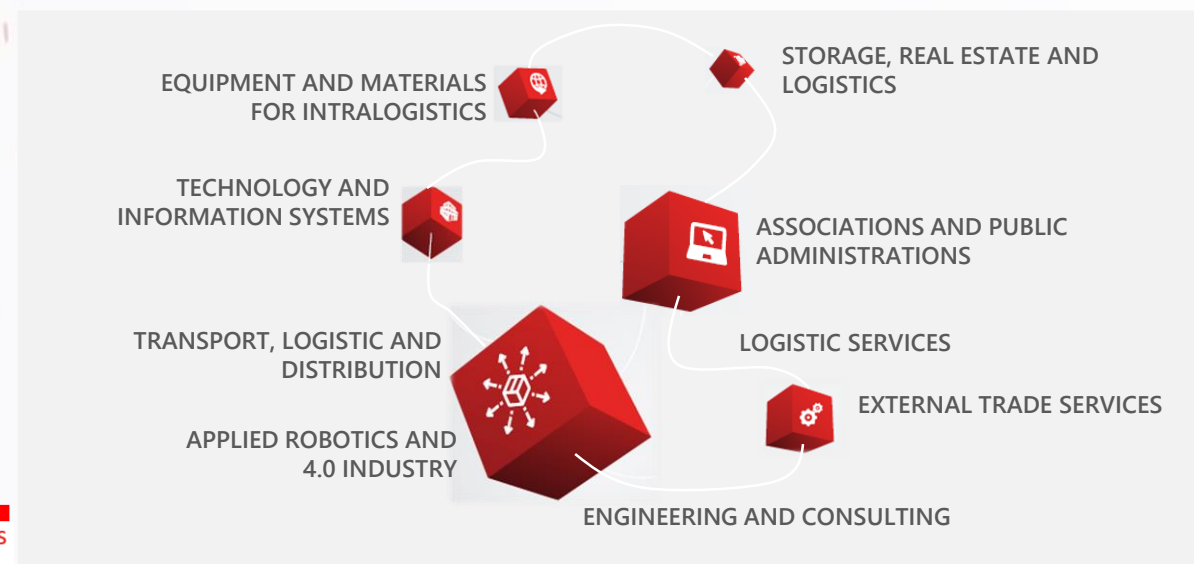 EQUIPMENT AND MATERIALS
FOR INTRALOGISTICS
STORAGE, REAL ESTATE AND
LOGISTICS
TECHNOLOGY AND
INFORMATION SYSTEMS
ASSOCIATIONS AND PUBLIC
ADMINISTRATIONS
TRANSPORT, LOGISTIC AND
DISTRIBUTION
LOGISTIC SERVICES
EXTERNAL TRADE SERVICES
APPLIED ROBOTICS AND
4.0 INDUSTRY
ENGINEERING AND CONSULTING
S